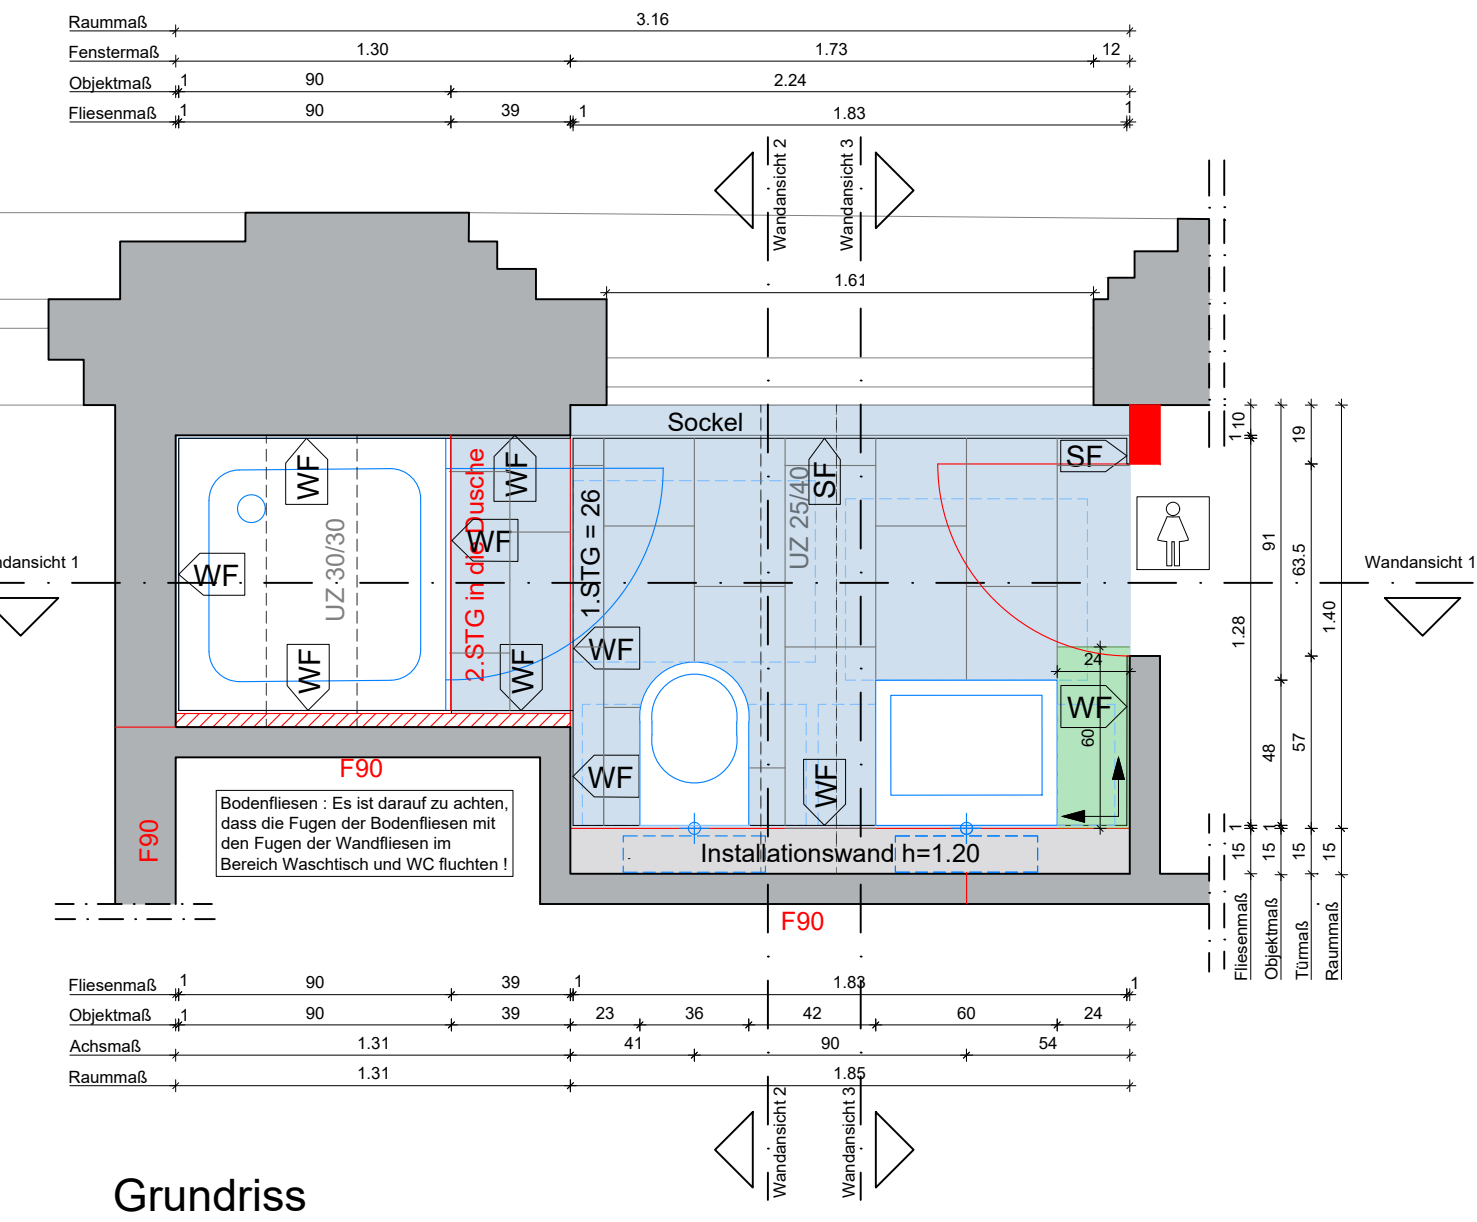 Raummaß 3.16
Fenstermaß 1.30 1.73 12
Objektmaß 1 90 2.24
Fliesenmaß 1 90 39 1 1.83 1
Wandansicht 2
Wandansicht 3
1.61
Sockel
WF
WF
SF
SF
UZ 30/30
2.STG in die Dusche
WF
WF
1.STG = 26
UZ 25/40
WF
WF
WF
WF
WF
WF
24
60
ndansicht 1
Wandansicht 1
F90
F90
Bodenfliesen : Es ist darauf zu achten,
dass die Fugen der Bodenfliesen mit
den Fugen der Wandfliesen im
Bereich Waschtisch und WC fluchten !
Installationswand h=1.20
F90
Fliesenmaß 15 1 1.28 1 10
Objektmaß 15 1 48 91
Türmaß 15 57 63.5 19
Raummaß 15 1.40
Fliesenmaß 1 90 39 1 1.83 1
Objektmaß 1 90 39 23 36 42 60 24
Achsmaß 1.31 41 90 54
Raummaß 1.31 1.85
Wandansicht 2
Wandansicht 3
Grundriss